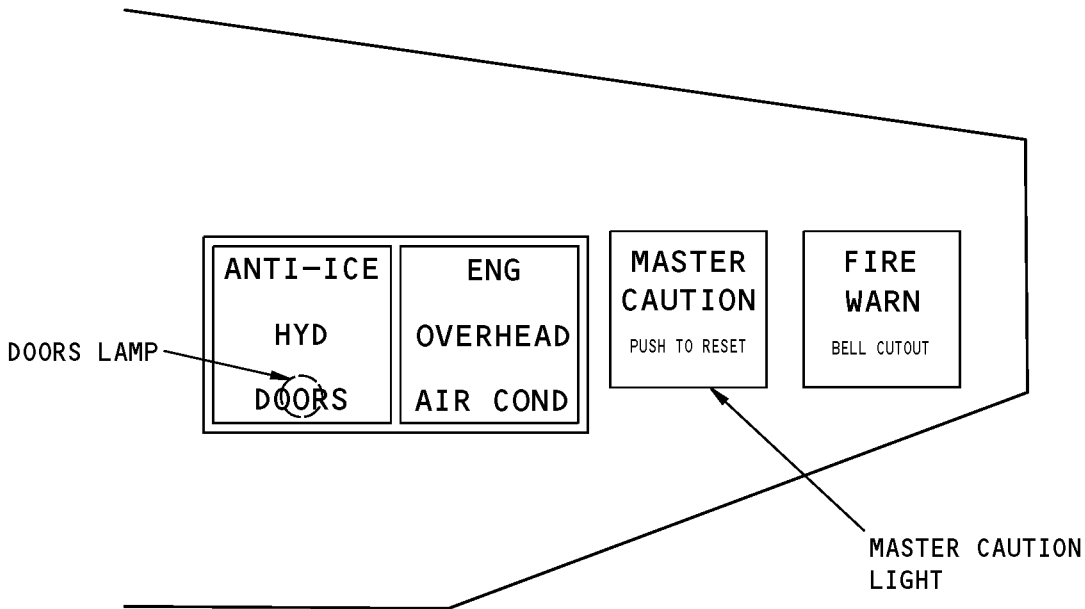 ANTI-ICE
HYD
DOORS
ENG
OVERHEAD
AIR COND
MASTER
CAUTION
PUSH TO RESET
FIRE
WARN
BELL CUTOUT
DOORS LAMP
MASTER CAUTION
LIGHT